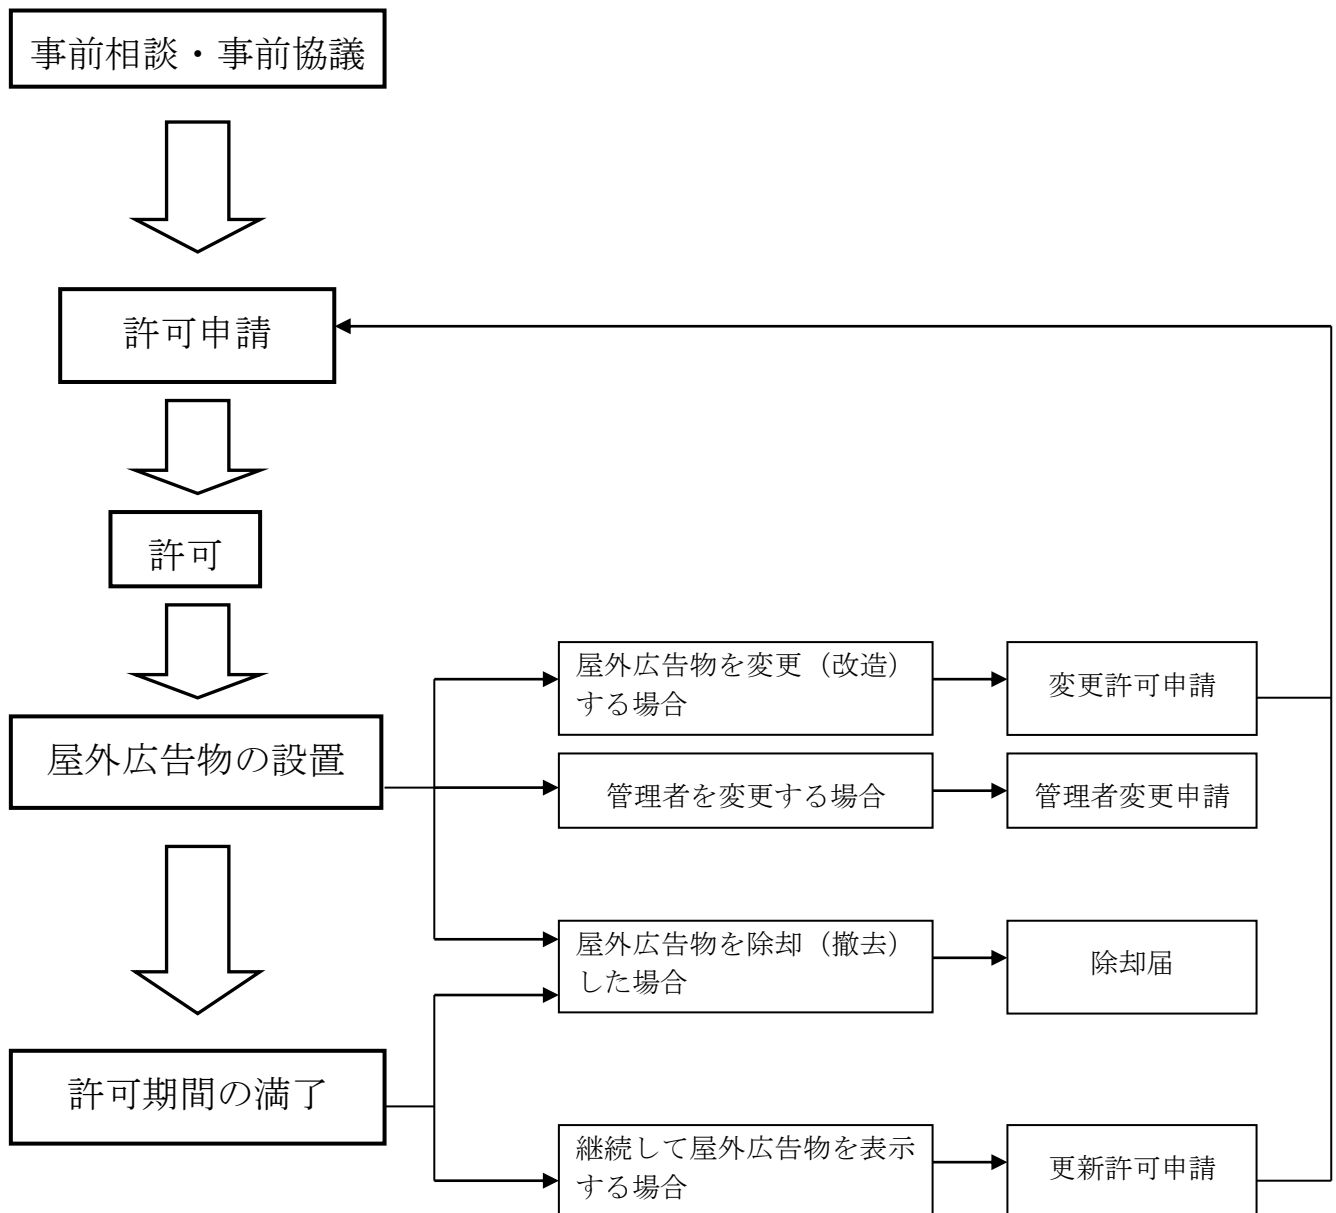 事前相談・事前協議
許可申請
許可
屋外広告物の設置
屋外広告物を変更（改造）
する場合
変更許可申請
管理者を変更する場合
管理者変更申請
屋外広告物を除却（撤去）
した場合
除却届
許可期間の満了
継続して屋外広告物を表示
する場合
更新許可申請